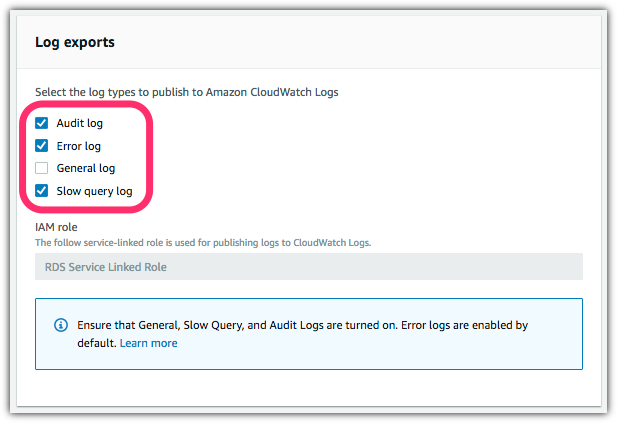 Log exports
Select the log types to publish to Amazon CloudWatch Logs
Audit log
Error log
General log
Slow query log
IAM role
The follow service-linked role is used for publishing logs to CloudWatch Logs.
RDS Service Linked Role
Ensure that General, Slow Query, and Audit Logs are turned on. Error logs are enabled by
default. Learn more